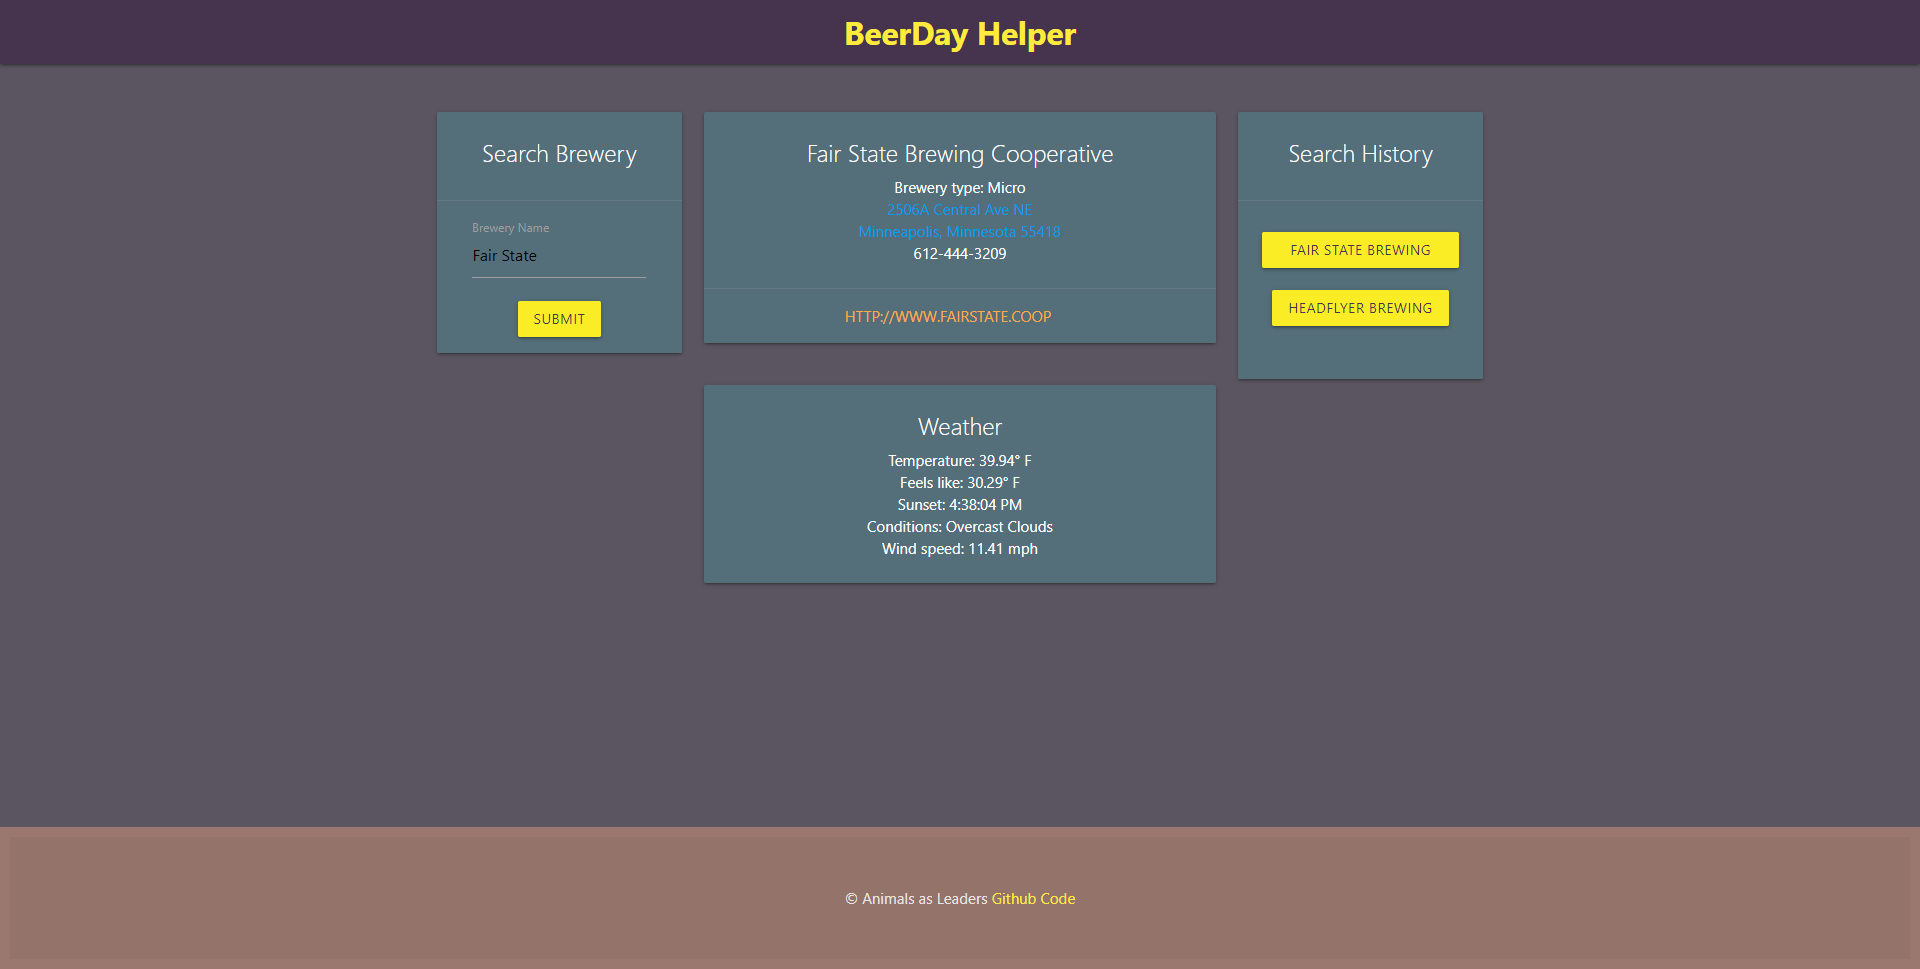 BeerDay Helper
Search Brewery
Brewery Name
Fair State
SUBMIT
Fair State Brewing Cooperative
Brewery type: Micro
2506A Central Ave NE
Minneapolis, Minnesota 55418
612-444-3209
HTTP://WWW.FAIRSTATE.COOP
Weather
Temperature: 39.94° F
Feels like: 30.29° F
Sunset: 4:38:04 PM
Conditions: Overcast Clouds
Wind speed: 11.41 mph
Search History
FAIR STATE BREWING
HEADFLYER BREWING
© Animals as Leaders Github Code